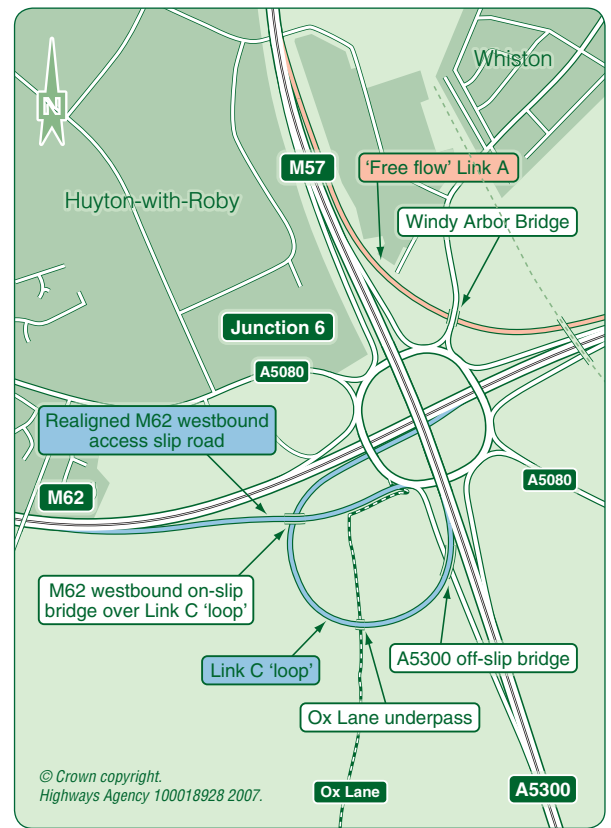 Whiston
N
M57
'Free flow' Link A
Huyton-with-Roby
Windy Arbor Bridge
Junction 6
A5080
Realigned M62 westbound
access slip road
A5080
M62
M62 westbound on-slip
bridge over Link C 'loop'
A5300 off-slip bridge
Link C 'loop'
Ox Lane underpass
© Crown copyright.
Highways Agency 100018928 2007.
Ox Lane
A5300